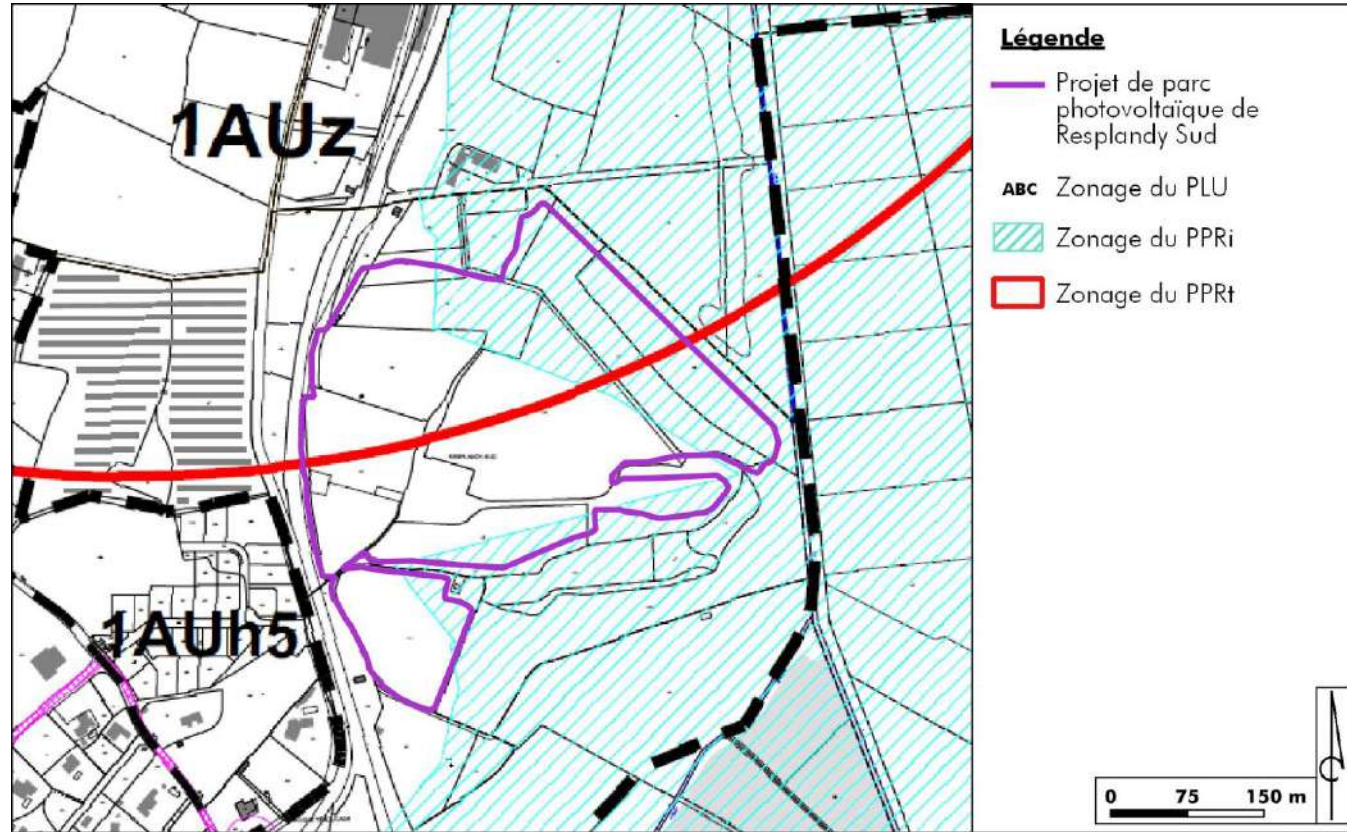 1AUz
1AUh5
Légende
Projet de parc
photovoltaïque de
Resplandy Sud
ABC Zonage du PLU
Zonage du PPRi
Zonage du PPRt
0 75 150 m